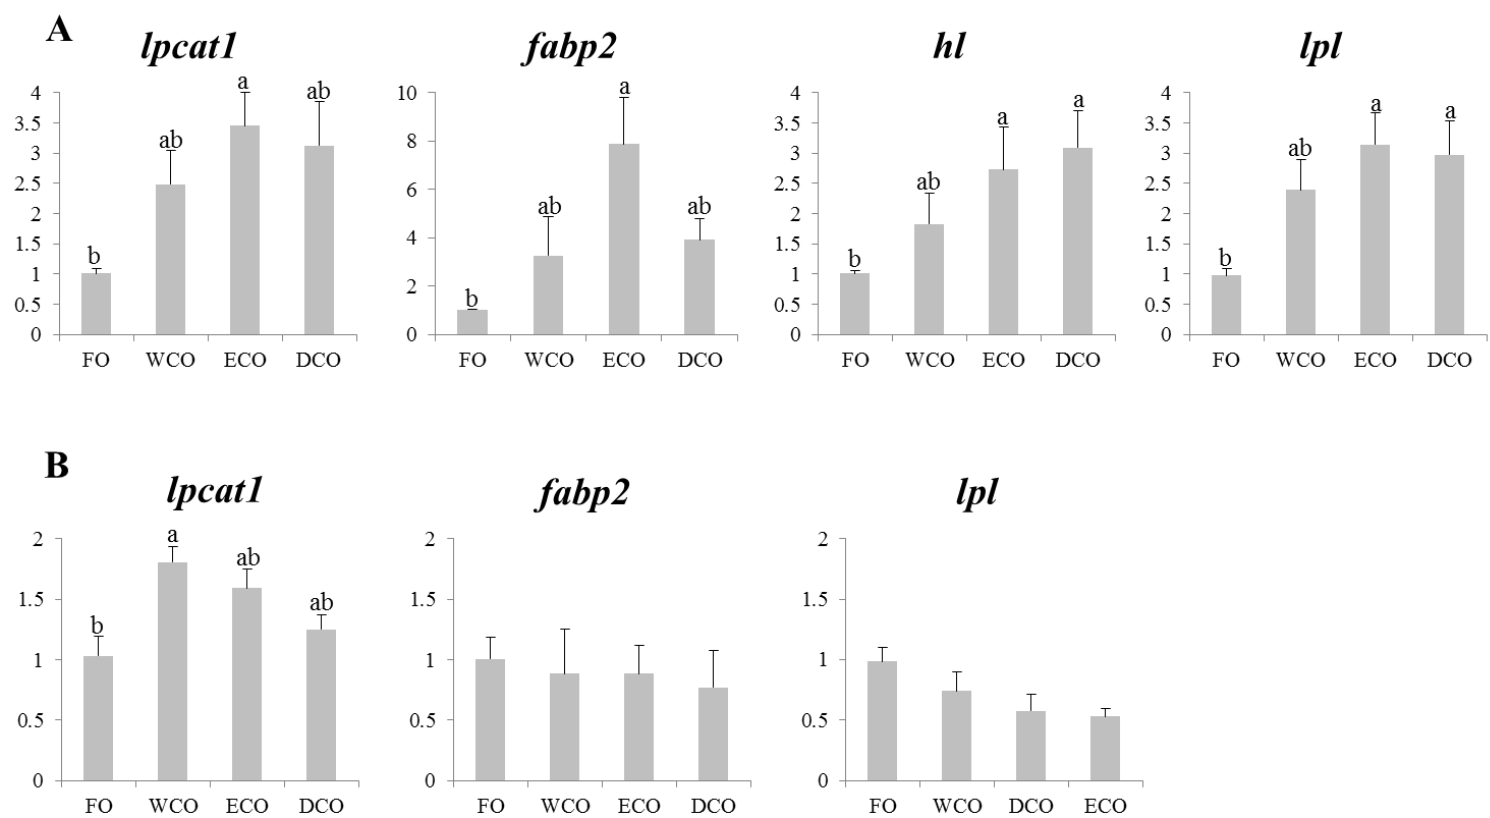 A
lpcat1 fabp2 hl lpl
4 3.5 3 2.5 2 1.5 1 0.5 0
b ab a ab
FO WCO ECO DCO
10 8 6 4 2 0
b ab a ab
FO WCO ECO DCO
4 3.5 3 2.5 2 1.5 1 0.5 0
b ab a a
FO WCO ECO DCO
4 3.5 3 2.5 2 1.5 1 0.5 0
b ab a a
FO WCO ECO DCO
B
lpcat1 fabp2 lpl
2 1.5 1 0.5 0
b a ab ab
FO WCO ECO DCO
2 1.5 1 0.5 0
FO WCO ECO DCO
2 1.5 1 0.5 0
FO WCO DCO ECO